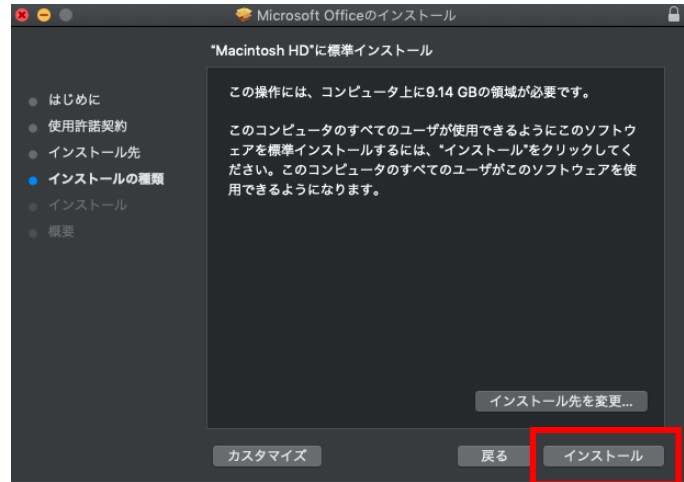 Microsoft Officeのインストール
"Macintosh HD"に標準インストール
はじめに
使用許諾契約
インストール先
インストールの種類
インストール
概要
この操作には、コンピュータ上に9.14 GBの領域が必要です。
このコンピュータのすべてのユーザが使用できるようにこのソフトウ
ェアを標準インストールするには、"インストール"をクリックしてく
ださい。このコンピュータのすべてのユーザがこのソフトウェアを使
用できるようになります。
インストール先を変更...
カスタマイズ
戻る
インストール